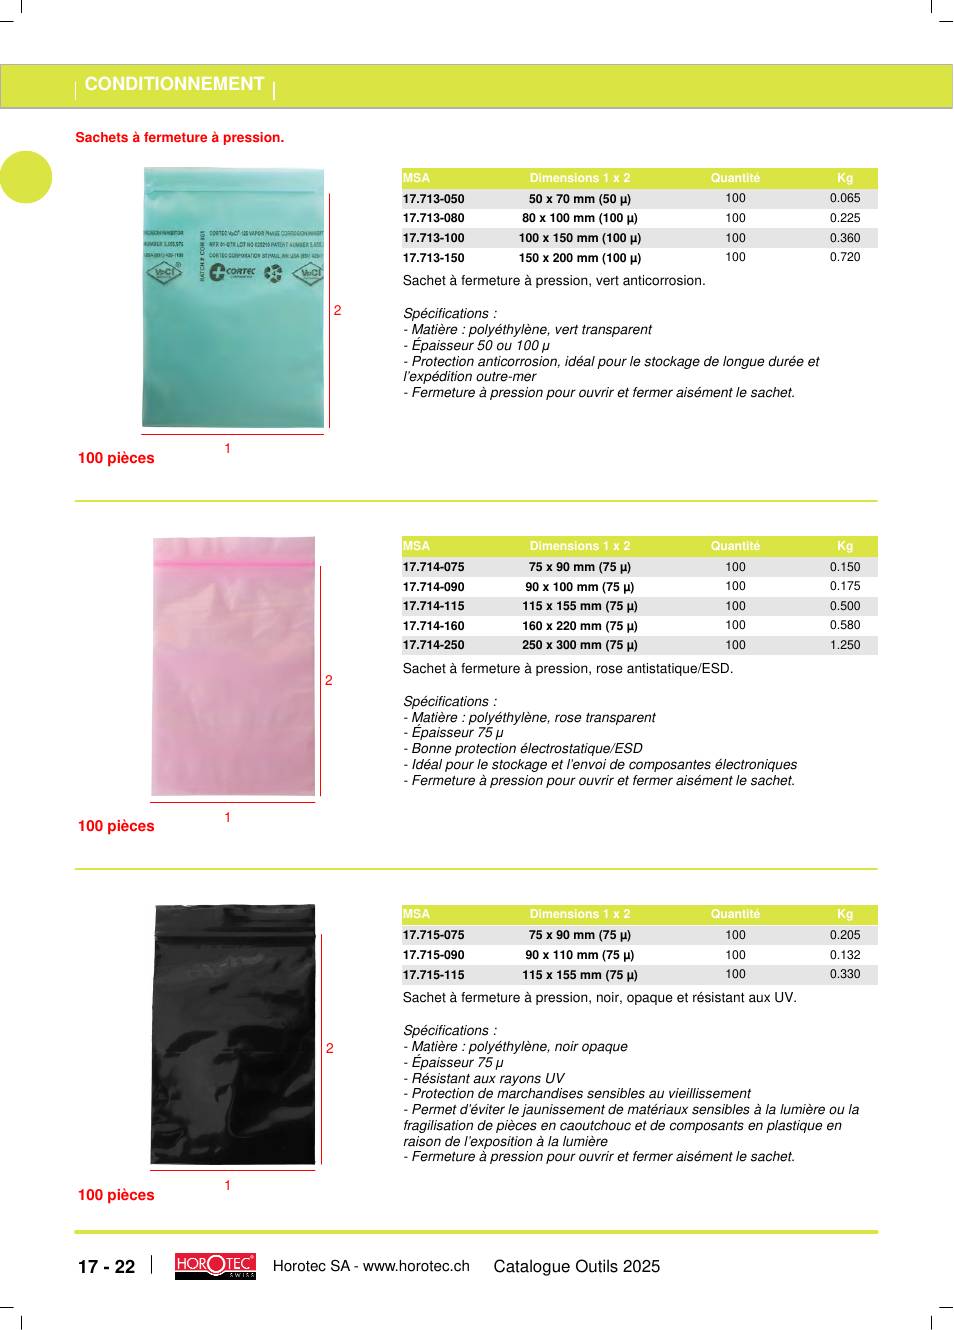 CONDITIONNEMENT
Sachets à fermeture à pression.
CORTEC VpCI®-126 VAPOR PHASE CORROSION INHIBITOR
CORTEC
VpCI
VpCI
2
1
100 pièces
MSA Dimensions 1 x 2 Quantité Kg
17.713-050 50 x 70 mm (50 µ) 100 0.065
17.713-080 80 x 100 mm (100 µ) 100 0.225
17.713-100 100 x 150 mm (100 µ) 100 0.360
17.713-150 150 x 200 mm (100 µ) 100 0.720
Sachet à fermeture à pression, vert anticorrosion.
Spécifications :
- Matière : polyéthylène, vert transparent
- Épaisseur 50 ou 100 µ
- Protection anticorrosion, idéal pour le stockage de longue durée et
l'expédition outre-mer
- Fermeture à pression pour ouvrir et fermer aisément le sachet.
2
1
100 pièces
MSA Dimensions 1 x 2 Quantité Kg
17.714-075 75 x 90 mm (75 µ) 100 0.150
17.714-090 90 x 100 mm (75 µ) 100 0.175
17.714-115 115 x 155 mm (75 µ) 100 0.500
17.714-160 160 x 220 mm (75 µ) 100 0.580
17.714-250 250 x 300 mm (75 µ) 100 1.250
Sachet à fermeture à pression, rose antistatique/ESD.
Spécifications :
- Matière : polyéthylène, rose transparent
- Épaisseur 75 µ
- Bonne protection électrostatique/ESD
- Idéal pour le stockage et l'envoi de composantes électroniques
- Fermeture à pression pour ouvrir et fermer aisément le sachet.
2
1
100 pièces
MSA Dimensions 1 x 2 Quantité Kg
17.715-075 75 x 90 mm (75 µ) 100 0.205
17.715-090 90 x 110 mm (75 µ) 100 0.132
17.715-115 115 x 155 mm (75 µ) 100 0.330
Sachet à fermeture à pression, noir, opaque et résistant aux UV.
Spécifications :
- Matière : polyéthylène, noir opaque
- Épaisseur 75 µ
- Résistant aux rayons UV
- Protection de marchandises sensibles au vieillissement
- Permet d'éviter le jaunissement de matériaux sensibles à la lumière ou la
fragilisation de pièces en caoutchouc et de composants en plastique en
raison de l'exposition à la lumière
- Fermeture à pression pour ouvrir et fermer aisément le sachet.
17 - 22 HOROTEC® SWISS Horotec SA - www.horotec.ch Catalogue Outils 2025